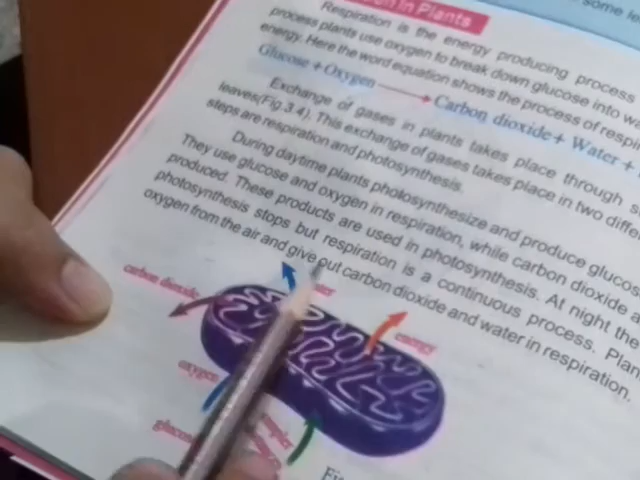 in Plants
some
Respiration is the energy producing process
process plants use oxygen to break down glucose into
energy. Here the word equation shows the process of
Glucose + Oxygen → Carbon dioxide + Water +
Exchange of gases in plants takes place through
leaves(Fig 3.4). This exchange of gases takes place in two
steps are respiration and photosynthesis.
During daytime plants photosynthesize and produce
They use glucose and oxygen in respiration, while carbon dioxide
produced. These products are used in photosynthesis. At night the
photosynthesis stops but respiration is a continuous process.
oxygen from the air and give out carbon dioxide and water in respiration.
carbon dioxide
energy
oxygen